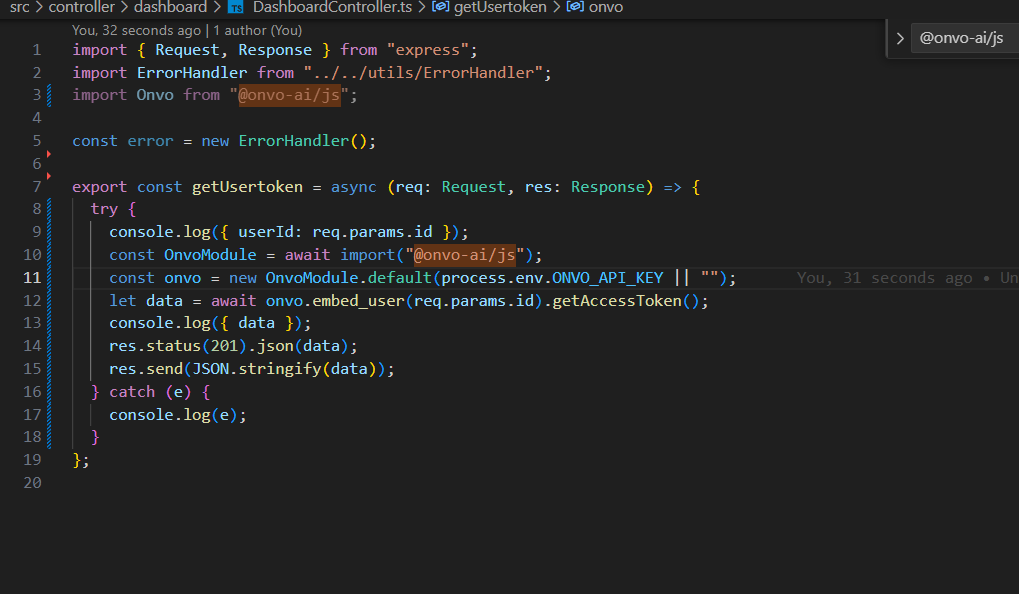 src > controller > dashboard > TS DashboardController.ts > getUsertoken > onvo
@onvo-ai/js
You, 32 seconds ago | 1 author (You)
1 import { Request, Response } from "express";
2 import ErrorHandler from "../../utils/ErrorHandler";
3 import Onvo from "@onvo-ai/js";
4
5 const error = new ErrorHandler();
6
7 export const getUsertoken = async (req: Request, res: Response) => {
8 try {
9 console.log({ userId: req.params.id });
10 const OnvoModule = await import("@onvo-ai/js");
11 const onvo = new OnvoModule.default(process.env.ONVO_API_KEY || ""); You, 31 seconds ago • Un
12 let data = await onvo.embed_user(req.params.id).getAccessToken();
13 console.log({ data });
14 res.status(201).json(data);
15 res.send(JSON.stringify(data));
16 } catch (e) {
17 console.log(e);
18 }
19 };
20